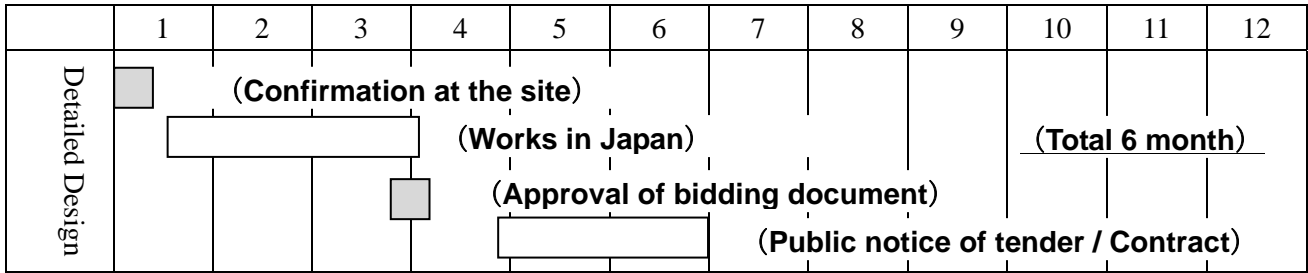 1 2 3 4 5 6 7 8 9 10 11 12
Detailed Design
（Confirmation at the site）
（Works in Japan）
（Total 6 month）
（Approval of bidding document）
（Public notice of tender / Contract）